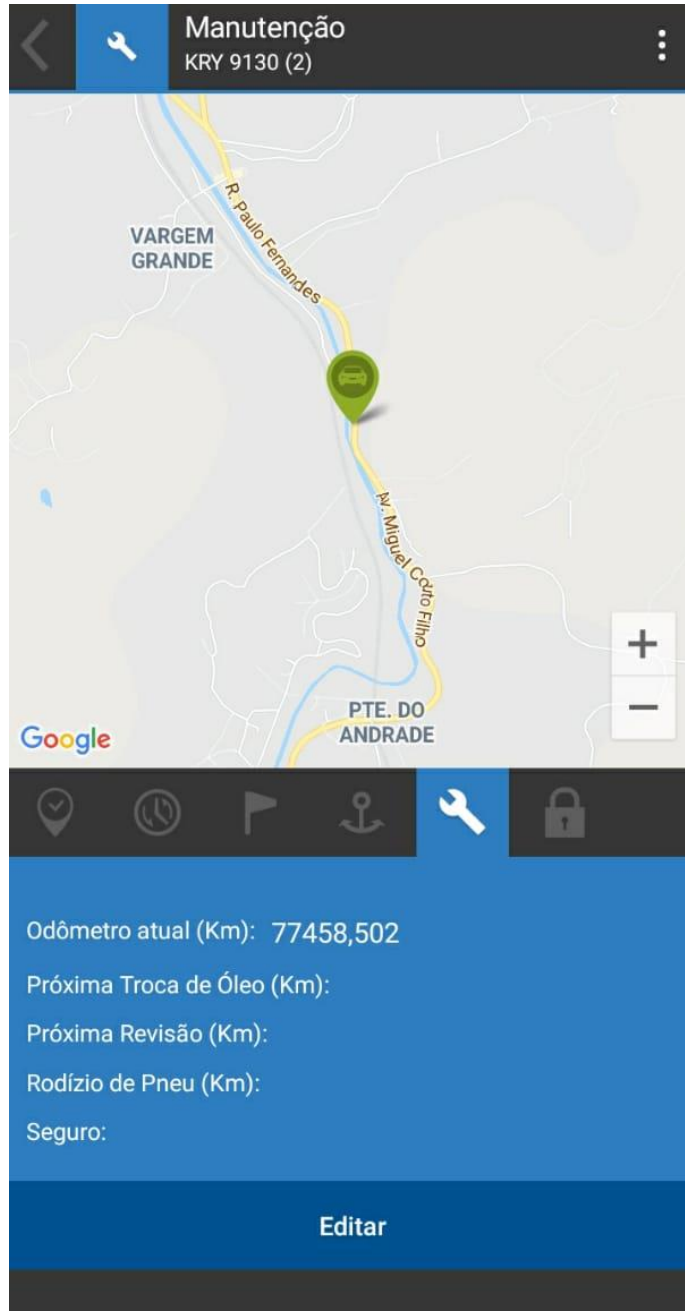 Manutenção
KRY 9130 (2)
R. Paulo Fernandes
VARGEM
GRANDE
Av. Miguel Couto Filho
PTE. DO
ANDRADE
+
−
Google
Odômetro atual (Km): 77458,502
Próxima Troca de Óleo (Km):
Próxima Revisão (Km):
Rodízio de Pneu (Km):
Seguro:
Editar